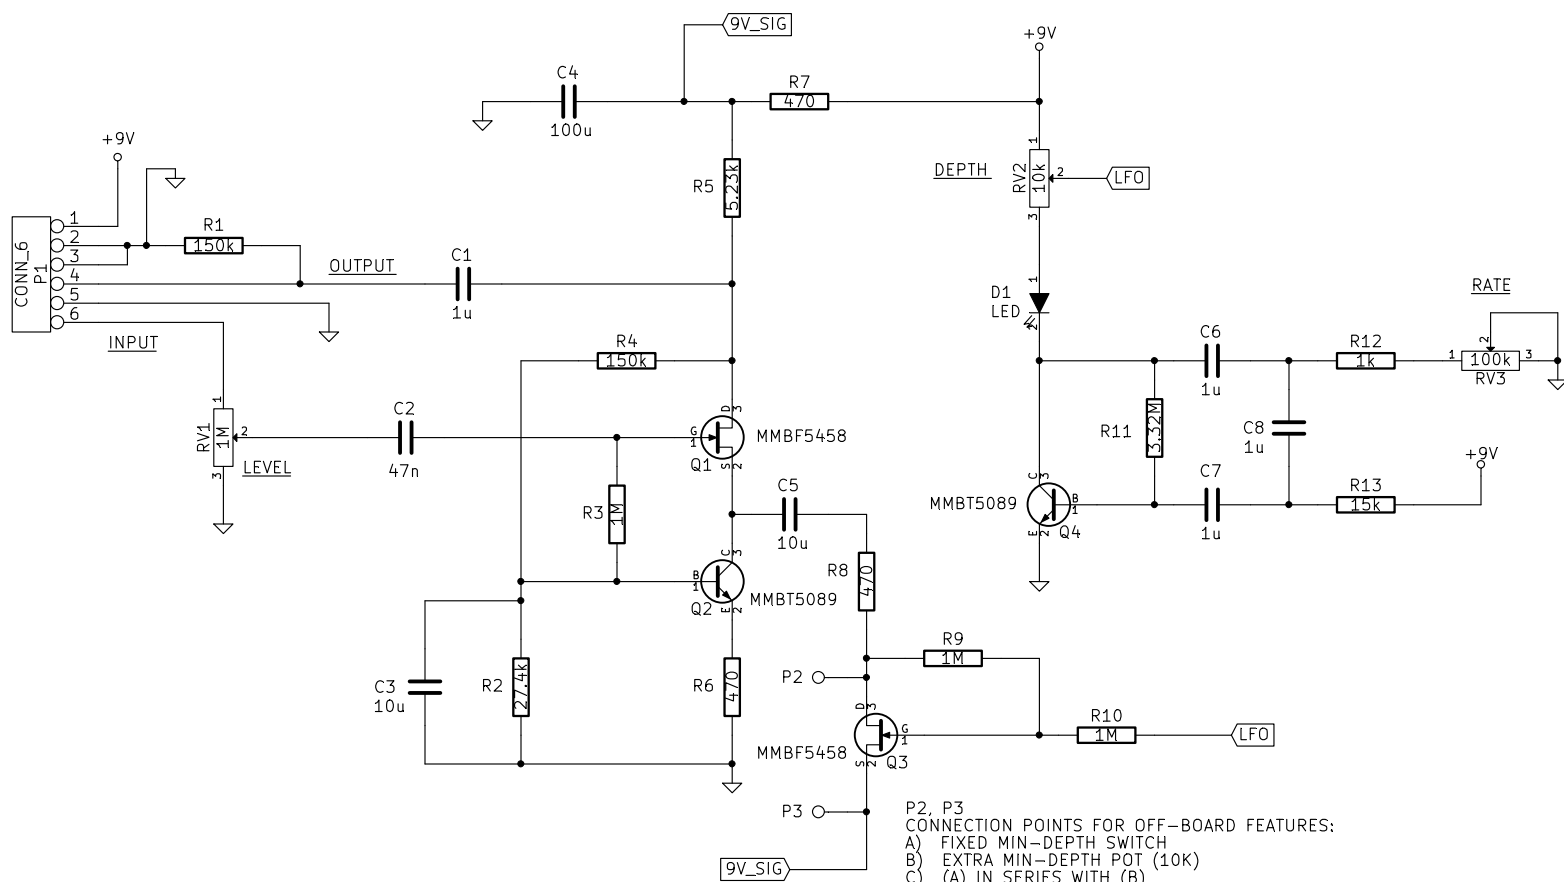 9V_SIG
+9V
C4
100u
R7
470
+9V
R5
5.23k
DEPTH
RV2
10k
1
2
3
LFO
CONN_6
P1
1
2
3
4
5
6
R1
150k
OUTPUT
C1
1u
INPUT
D1
LED
1
2
RATE
R4
150k
C6
1u
R12
1k
1
2
3
100k
RV3
RV1
1M
1
2
3
LEVEL
C2
47n
G
1
D
3
S
2
Q1
MMBF5458
R11
3.32M
C8
1u
C7
1u
+9V
R13
15k
R3
1M
C5
10u
MMBT5089
C
3
B
1
E
2
Q4
B
1
C
3
E
2
Q2
MMBT5089
R8
470
R9
1M
C3
10u
R2
27.4k
R6
470
P2
D
3
G
1
S
2
Q3
MMBF5458
R10
1M
LFO
P3
9V_SIG
P2, P3
CONNECTION POINTS FOR OFF-BOARD FEATURES:
A) FIXED MIN-DEPTH SWITCH
B) EXTRA MIN-DEPTH POT (10K)
C) (A) IN SERIES WITH (B)